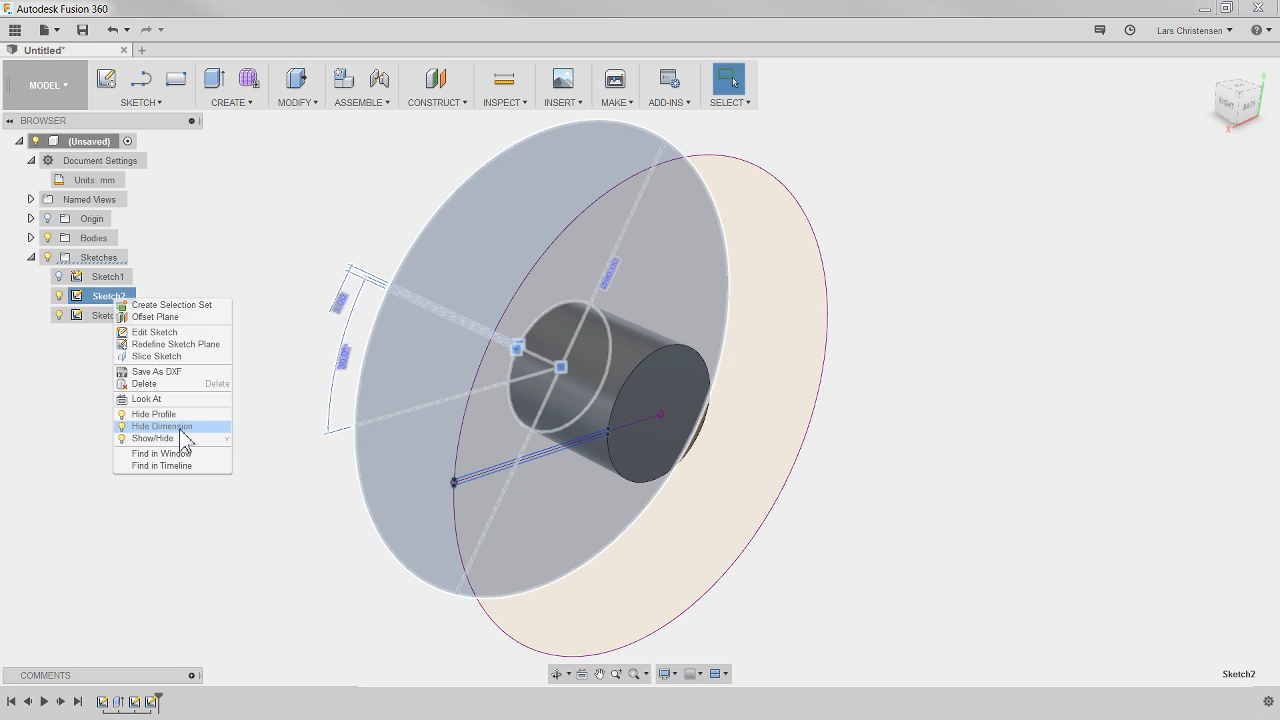 Autodesk Fusion 360
Lars Christensen
Untitled*
MODEL
SKETCH
CREATE
MODIFY
ASSEMBLE
CONSTRUCT
INSPECT
INSERT
MAKE
ADD-INS
SELECT
RIGHT
BACK
BROWSER
(Unsaved)
Document Settings
Units: mm
Named Views
Origin
Bodies
Sketches
Sketch1
Sketch2
Sketc
Create Selection Set
Offset Plane
Edit Sketch
Redefine Sketch Plane
Slice Sketch
Save As DXF
Delete Delete
Look At
Hide Profile
Hide Dimension
Show/Hide
Find in Window
Find in Timeline
COMMENTS
Sketch2